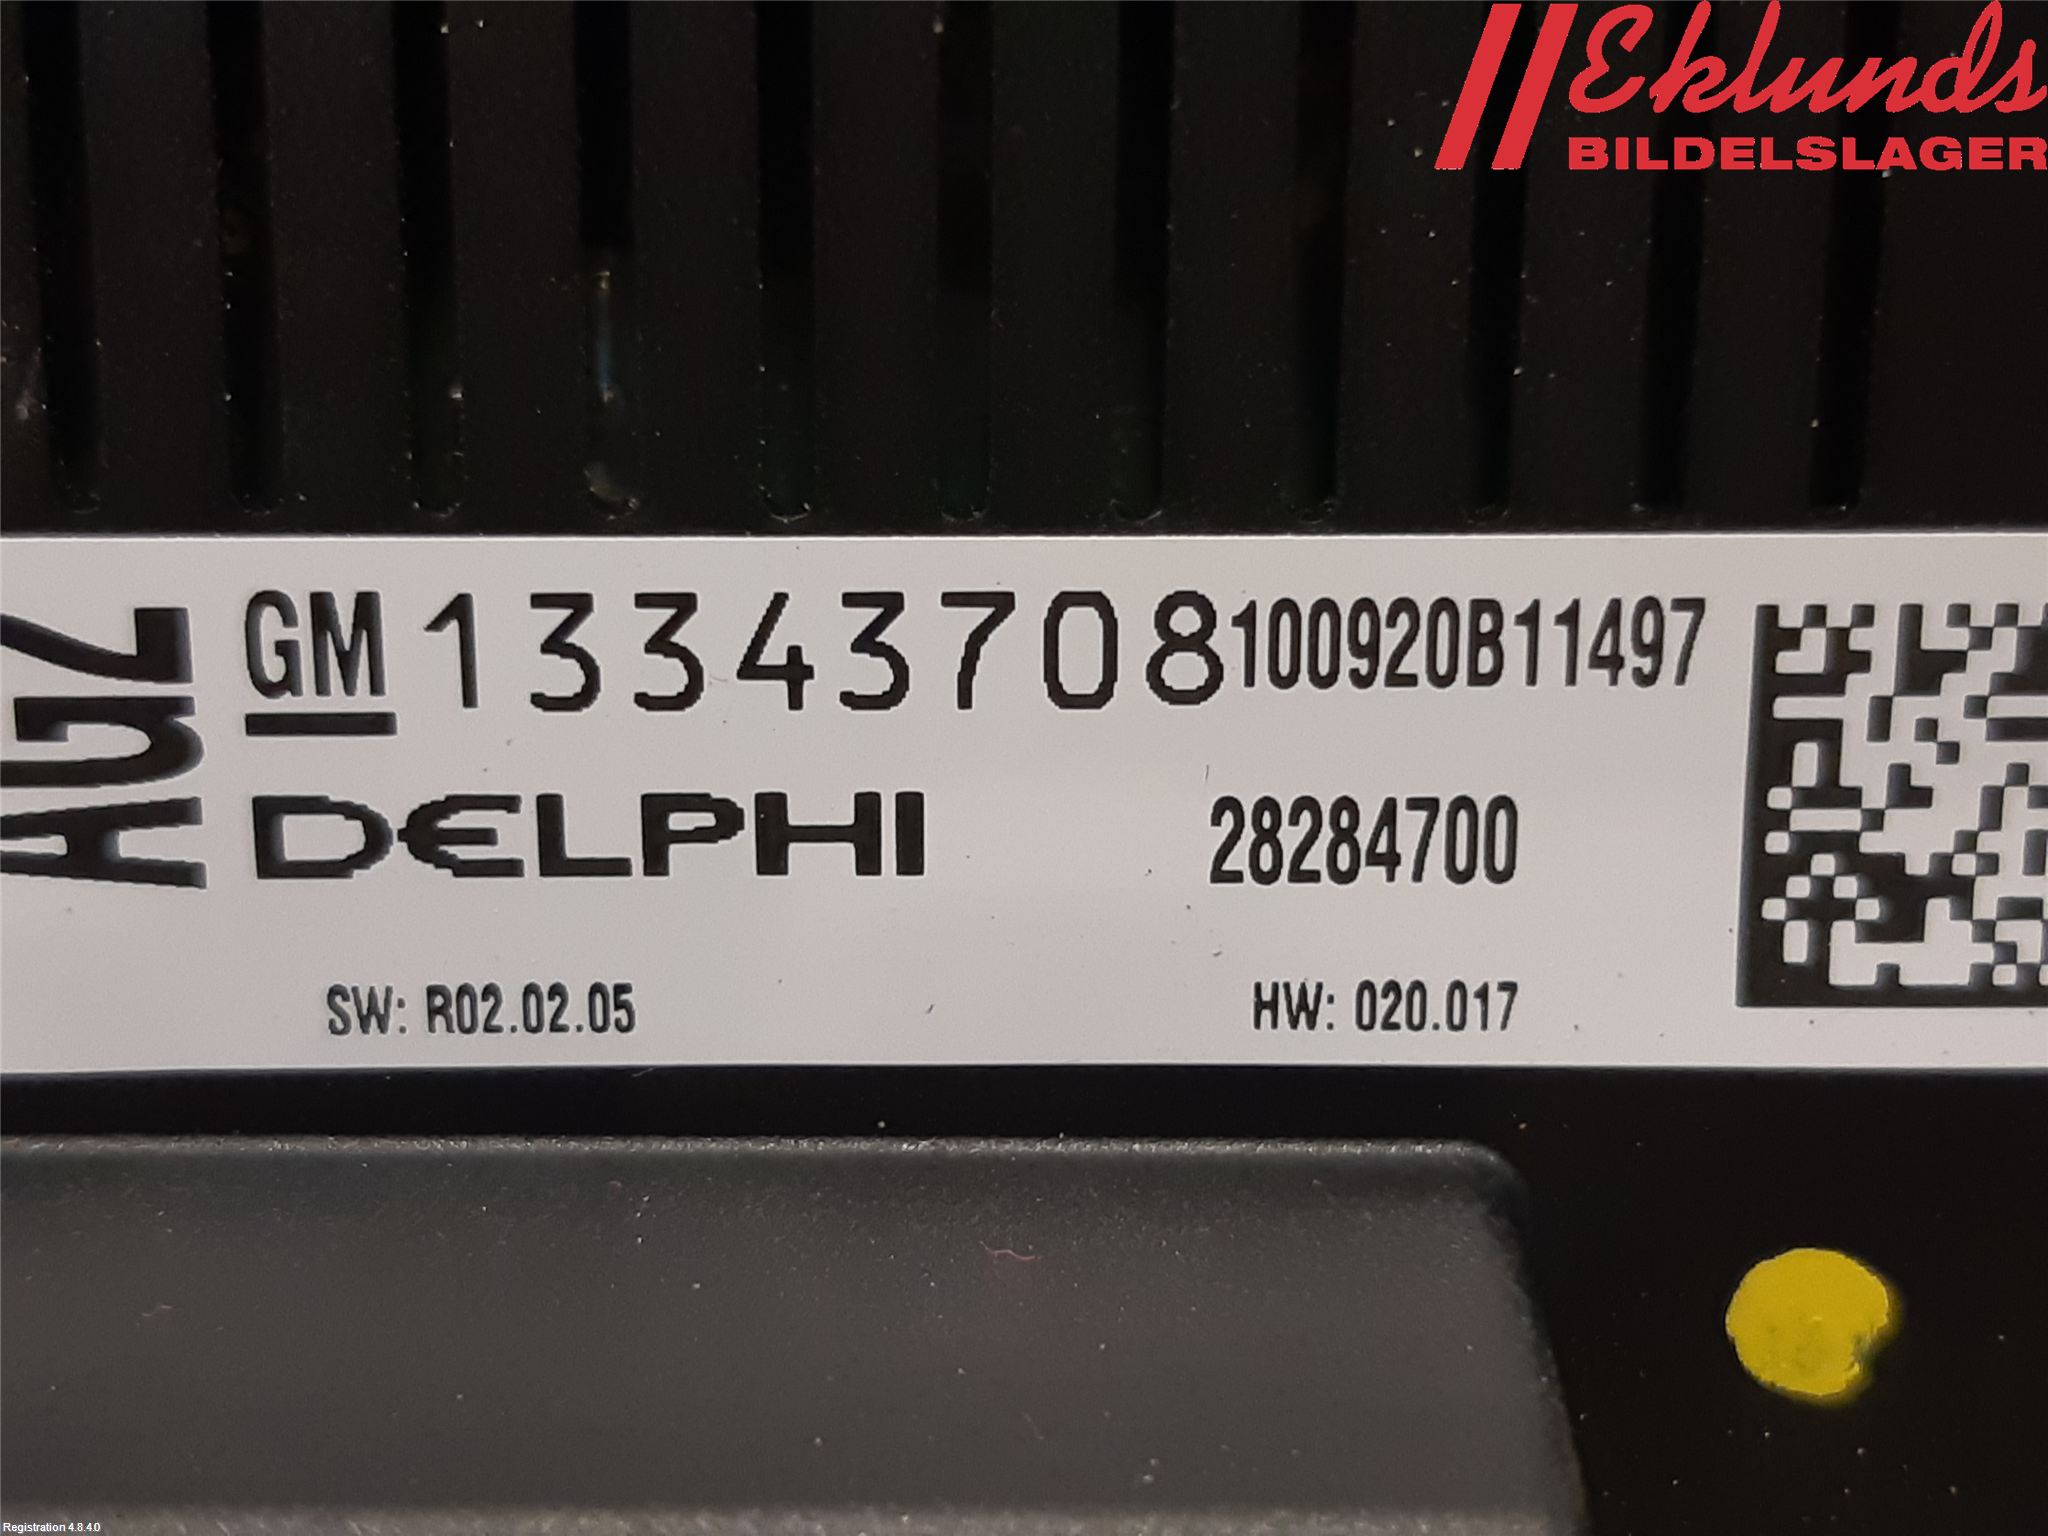 Eklunds
BILDELSLAGER
AGZ
GM 13343708 100920B11497
DELPHI 28284700
SW: R02.02.05 HW: 020.017
Registration 4.8.4.0